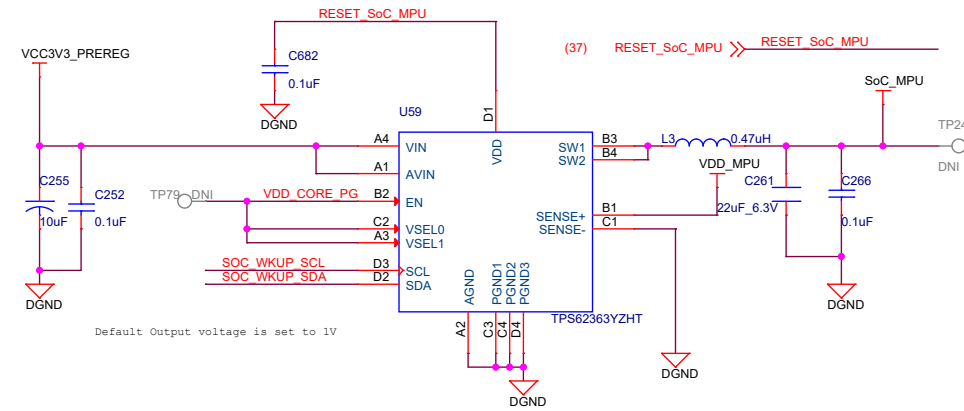 RESET_SoC_MPU
(37) RESET_SoC_MPU RESET_SoC_MPU
VCC3V3_PREREG
C682
0.1uF
DGND
SoC_MPU
U59
D1
TP24
DNI
A4 VIN VDD SW1 B3 L3 0.47uH
SW2 B4
A1 AVIN
VDD_MPU
C255
10uF
C252
0.1uF
TP79 DNI VDD_CORE_PG B2 EN
C261
22uF_6.3V
C266
0.1uF
SENSE+ B1
SENSE- C1
C2 VSEL0
A3 VSEL1
SOC_WKUP_SCL D3 SCL
SOC_WKUP_SDA D2 SDA
AGND PGND1 PGND2 PGND3
DGND
DGND
TPS62363YZHT
A2 C3 C4 D4
Default Output voltage is set to 1V
DGND
DGND